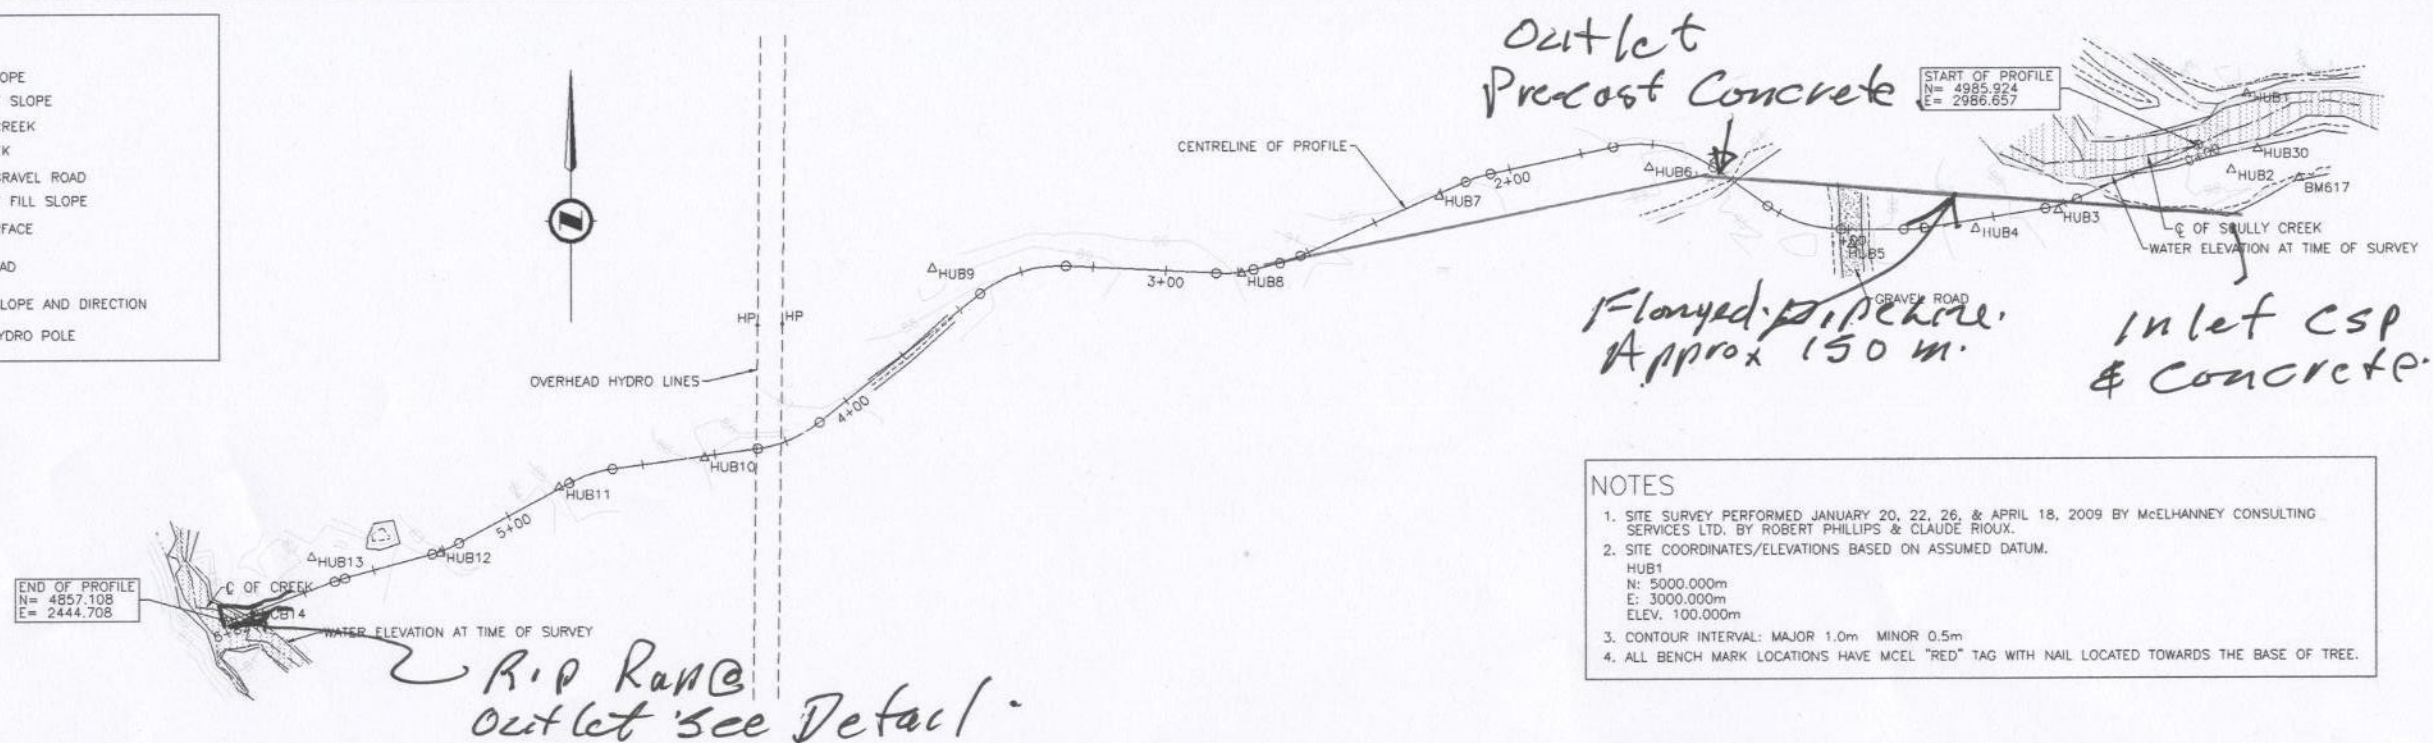 OPE
SLOPE
CREEK
K
GRAVEL ROAD
FILL SLOPE
FACE
AD
LOPE AND DIRECTION
YDRO POLE
Outlet
Precast Concrete
START OF PROFILE
N= 4985.924
E= 2986.657
HUB1
0+00
HUB30
HUB2
BM617
CENTRELINE OF PROFILE
HUB6
2+00
HUB7
HUB3
HUB4
HUB5
℄ OF SCULLY CREEK
WATER ELEVATION AT TIME OF SURVEY
HUB9
3+00
HUB8
GRAVEL ROAD
Flanged Pipeline.
Approx 150 m.
Inlet CSP
& Concrete.
HP
HP
OVERHEAD HYDRO LINES
4+00
HUB10
HUB11
5+00
HUB12
HUB13
END OF PROFILE
N= 4857.108
E= 2444.708
℄ OF CREEK
WATER ELEVATION AT TIME OF SURVEY
Rip Rap @
Outlet See Detail.
NOTES
1. SITE SURVEY PERFORMED JANUARY 20, 22, 26, & APRIL 18, 2009 BY McELHANNEY CONSULTING
SERVICES LTD. BY ROBERT PHILLIPS & CLAUDE RIOUX.
2. SITE COORDINATES/ELEVATIONS BASED ON ASSUMED DATUM.
HUB1
N: 5000.000m
E: 3000.000m
ELEV. 100.000m
3. CONTOUR INTERVAL: MAJOR 1.0m MINOR 0.5m
4. ALL BENCH MARK LOCATIONS HAVE MCEL "RED" TAG WITH NAIL LOCATED TOWARDS THE BASE OF TREE.